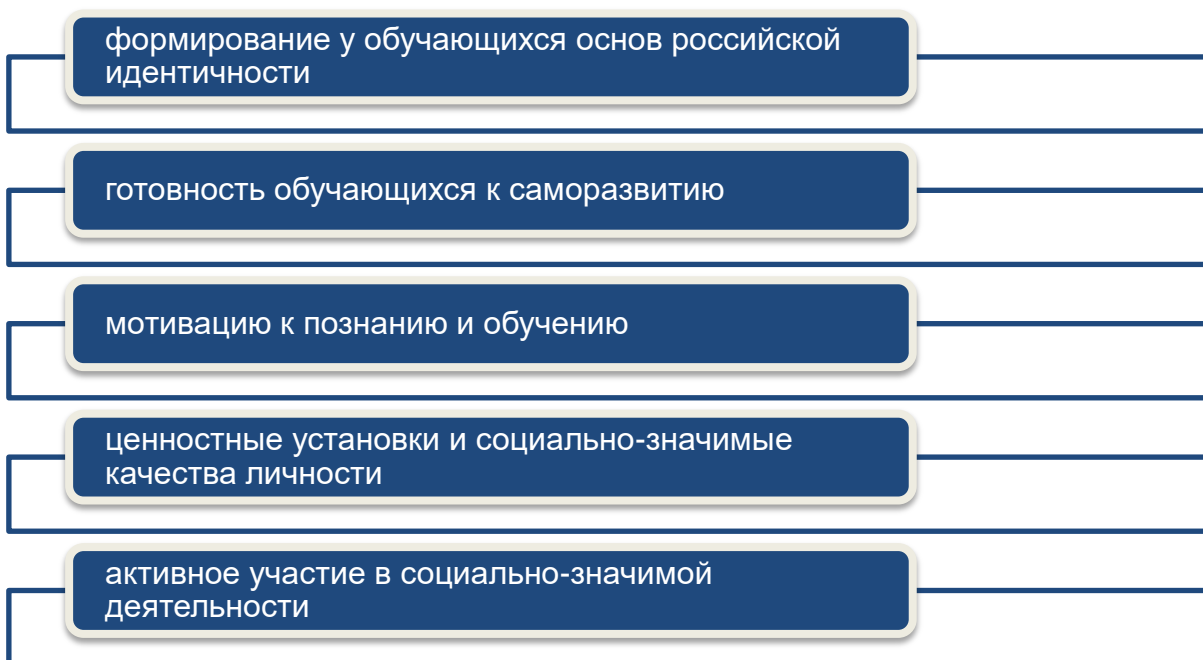 формирование у обучающихся основ российской
идентичности
готовность обучающихся к саморазвитию
мотивацию к познанию и обучению
ценностные установки и социально-значимые
качества личности
активное участие в социально-значимой
деятельности